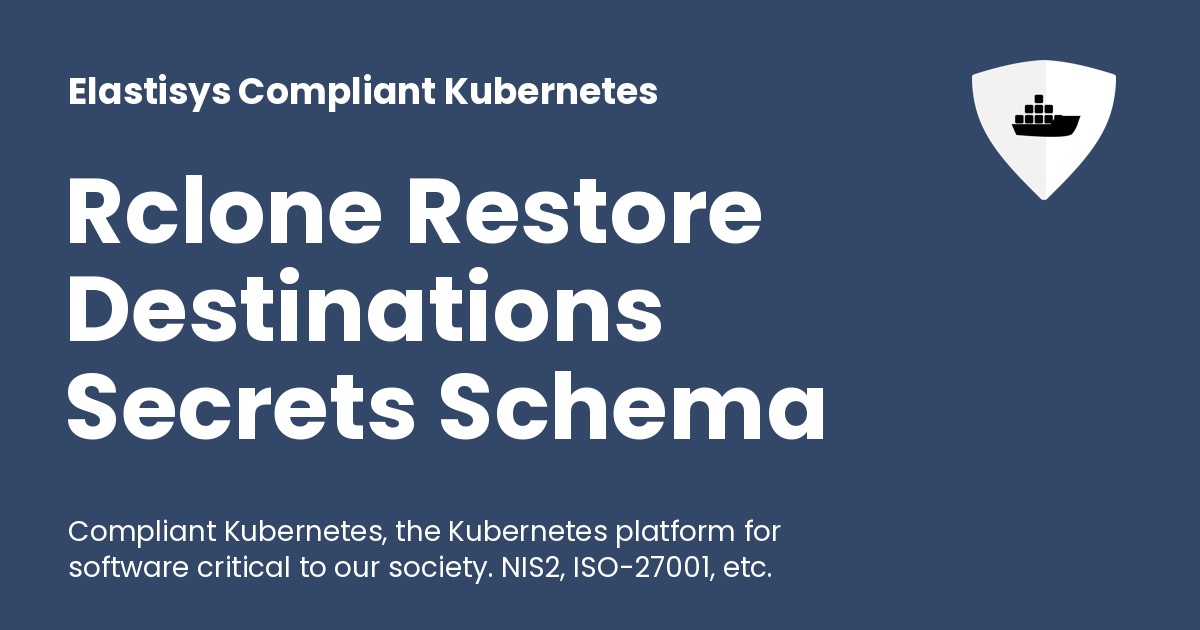 Elastisys Compliant Kubernetes
Rclone Restore
Destinations
Secrets Schema
Compliant Kubernetes, the Kubernetes platform for
software critical to our society. NIS2, ISO-27001, etc.